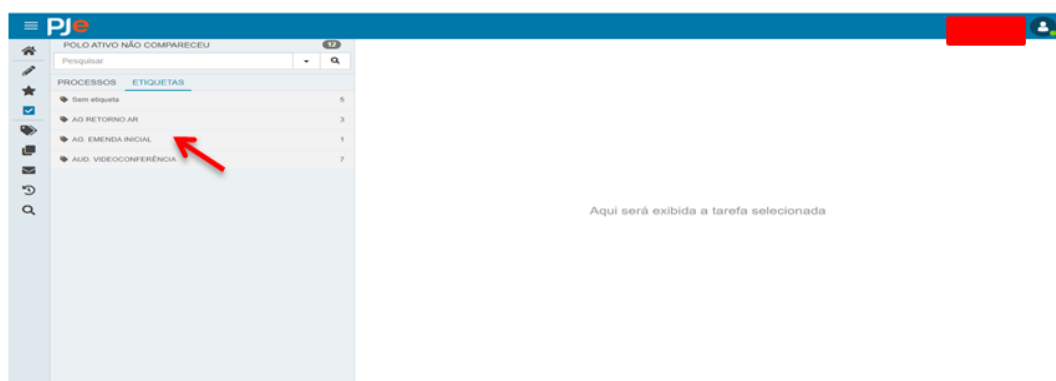 PJe
POLO ATIVO NÃO COMPARECEU 12
Pesquisar
PROCESSOS ETIQUETAS
Sem etiqueta 5
AG RETORNO AR 3
AG. EMENDA INICIAL 1
AUD. VIDEOCONFERÊNCIA 7
Aqui será exibida a tarefa selecionada